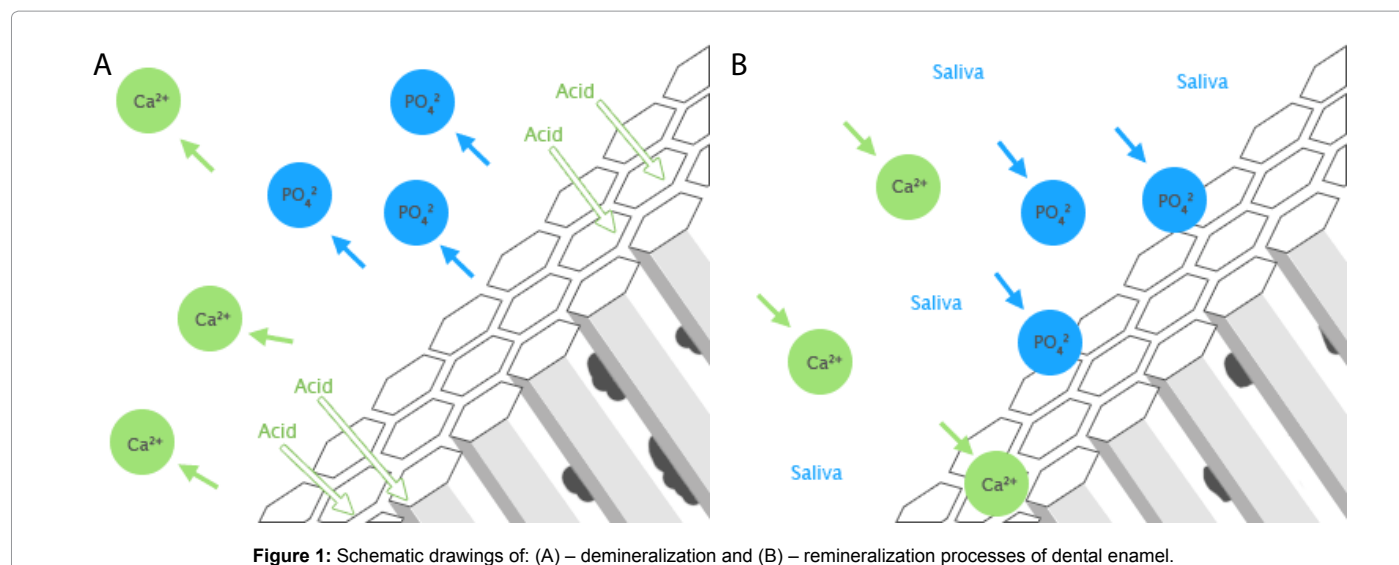 A
Ca²⁺
PO₄²
Acid
Acid
PO₄²
PO₄²
Ca²⁺
Acid
Acid
Ca²⁺
B
Saliva
Saliva
Ca²⁺
PO₄²
PO₄²
Saliva
PO₄²
Ca²⁺
Saliva
Ca²⁺
Figure 1: Schematic drawings of: (A) – demineralization and (B) – remineralization processes of dental enamel.